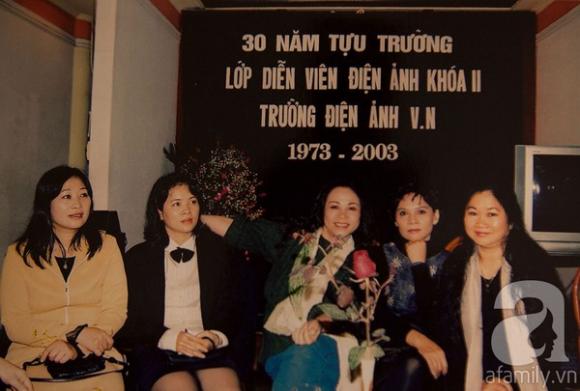 30 NĂM TỰU TRƯỜNG
LỚP DIỄN VIÊN ĐIỆN ẢNH KHÓA II
TRƯỜNG ĐIỆN ẢNH V.N
1973 - 2003
a
afamily.vn